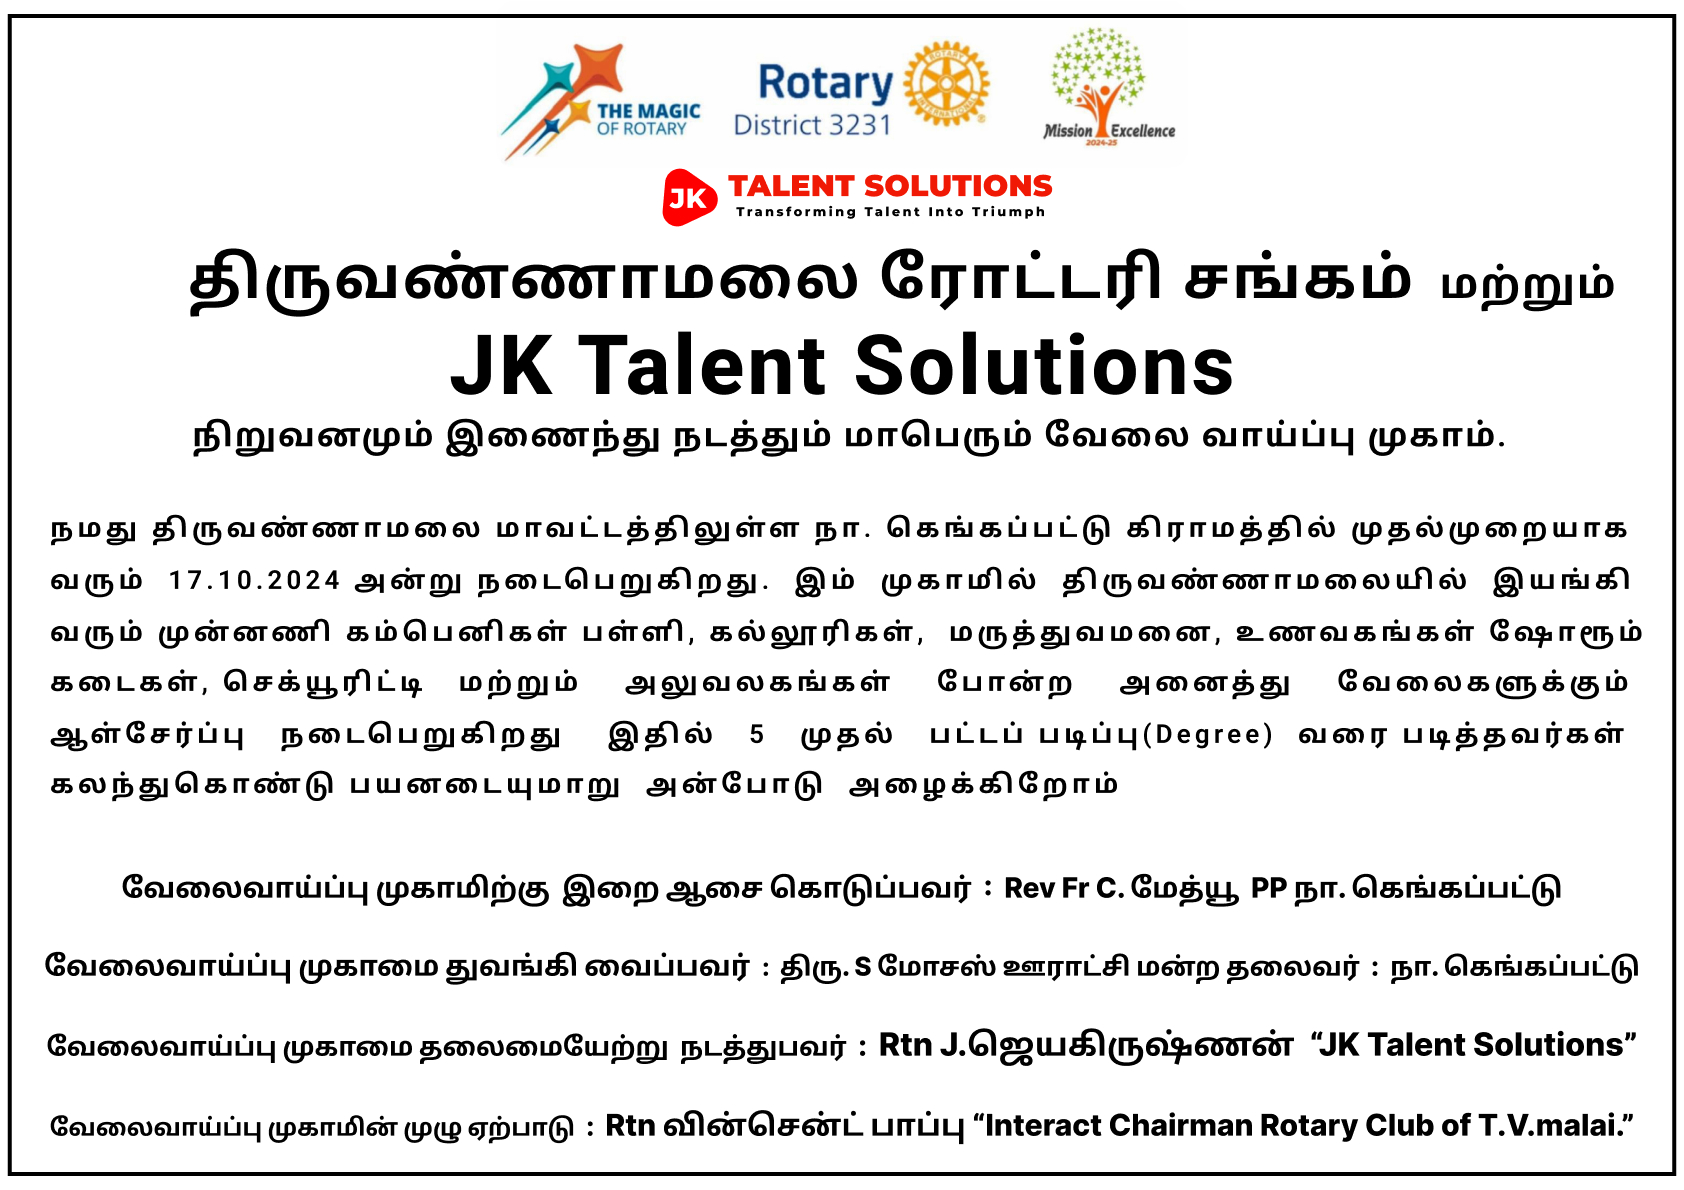 THE MAGIC
OF ROTARY
Rotary
District 3231
ROTARY
INTERNATIONAL
Mission Excellence
2024-25
JK TALENT SOLUTIONS
Transforming Talent Into Triumph
திருவண்ணாமலை ரோட்டரி சங்கம் மற்றும்
JK Talent Solutions
நிறுவனமும் இணைந்து நடத்தும் மாபெரும் வேலை வாய்ப்பு முகாம்.
நமது திருவண்ணாமலை மாவட்டத்திலுள்ள நா. கெங்கப்பட்டு கிராமத்தில் முதல்முறையாக
வரும் 17.10.2024 அன்று நடைபெறுகிறது. இம் முகாமில் திருவண்ணாமலையில் இயங்கி
வரும் முன்னணி கம்பெனிகள் பள்ளி, கல்லூரிகள், மருத்துவமனை, உணவகங்கள் ஷோரூம்
கடைகள், செக்யூரிட்டி மற்றும் அலுவலகங்கள் போன்ற அனைத்து வேலைகளுக்கும்
ஆள்சேர்ப்பு நடைபெறுகிறது இதில் 5 முதல் பட்டப் படிப்பு(Degree) வரை படித்தவர்கள்
கலந்துகொண்டு பயனடையுமாறு அன்போடு அழைக்கிறோம்
வேலைவாய்ப்பு முகாமிற்கு இறை ஆசை கொடுப்பவர் : Rev Fr C. மேத்யூ PP நா. கெங்கப்பட்டு
வேலைவாய்ப்பு முகாமை துவங்கி வைப்பவர் : திரு. S மோசஸ் ஊராட்சி மன்ற தலைவர் : நா. கெங்கப்பட்டு
வேலைவாய்ப்பு முகாமை தலைமையேற்று நடத்துபவர் : Rtn J.ஜெயகிருஷ்ணன் “JK Talent Solutions”
வேலைவாய்ப்பு முகாமின் முழு ஏற்பாடு : Rtn வின்சென்ட் பாப்பு “Interact Chairman Rotary Club of T.V.malai.”